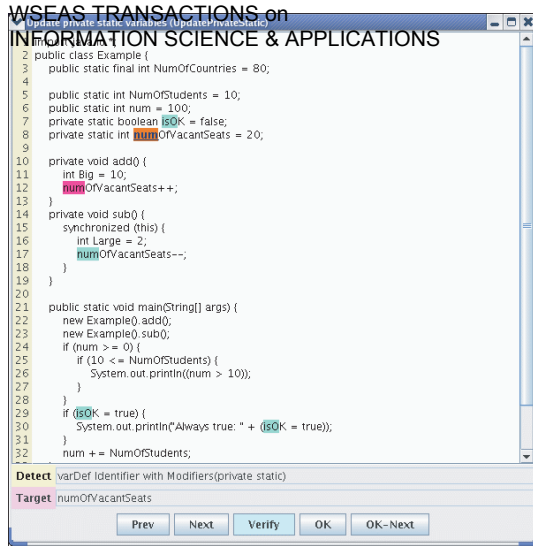 WSEAS TRANSACTIONS on
Update private static variables (UpdatePrivateStatic)
INFORMATION SCIENCE & APPLICATIONS
2 public class Example {
3 public static final int NumOfCountries = 80;
4
5 public static int NumOfStudents = 10;
6 public static int num = 100;
7 private static boolean isOK = false;
8 private static int numOfVacantSeats = 20;
9
10 private void add() {
11 int Big = 10;
12 numOfVacantSeats++;
13 }
14 private void sub() {
15 synchronized (this) {
16 int Large = 2;
17 numOfVacantSeats--;
18 }
19 }
20
21 public static void main(String[] args) {
22 new Example().add();
23 new Example().sub();
24 if (num >= 0) {
25 if (10 <= NumOfStudents) {
26 System.out.println((num > 10));
27 }
28 }
29 if (isOK = true) {
30 System.out.println("Always true: " + (isOK = true));
31 }
32 num += NumOfStudents;
Detect varDef Identifier with Modifiers(private static)
Target numOfVacantSeats
Prev Next Verify OK OK-Next